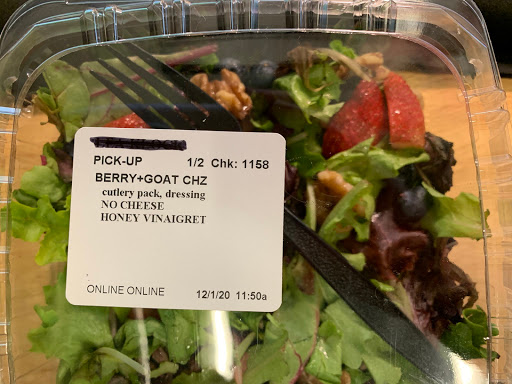 PICK-UP 1/2 Chk: 1158
BERRY+GOAT CHZ
cutlery pack, dressing
NO CHEESE
HONEY VINAIGRET
ONLINE ONLINE 12/1/20 11:50a